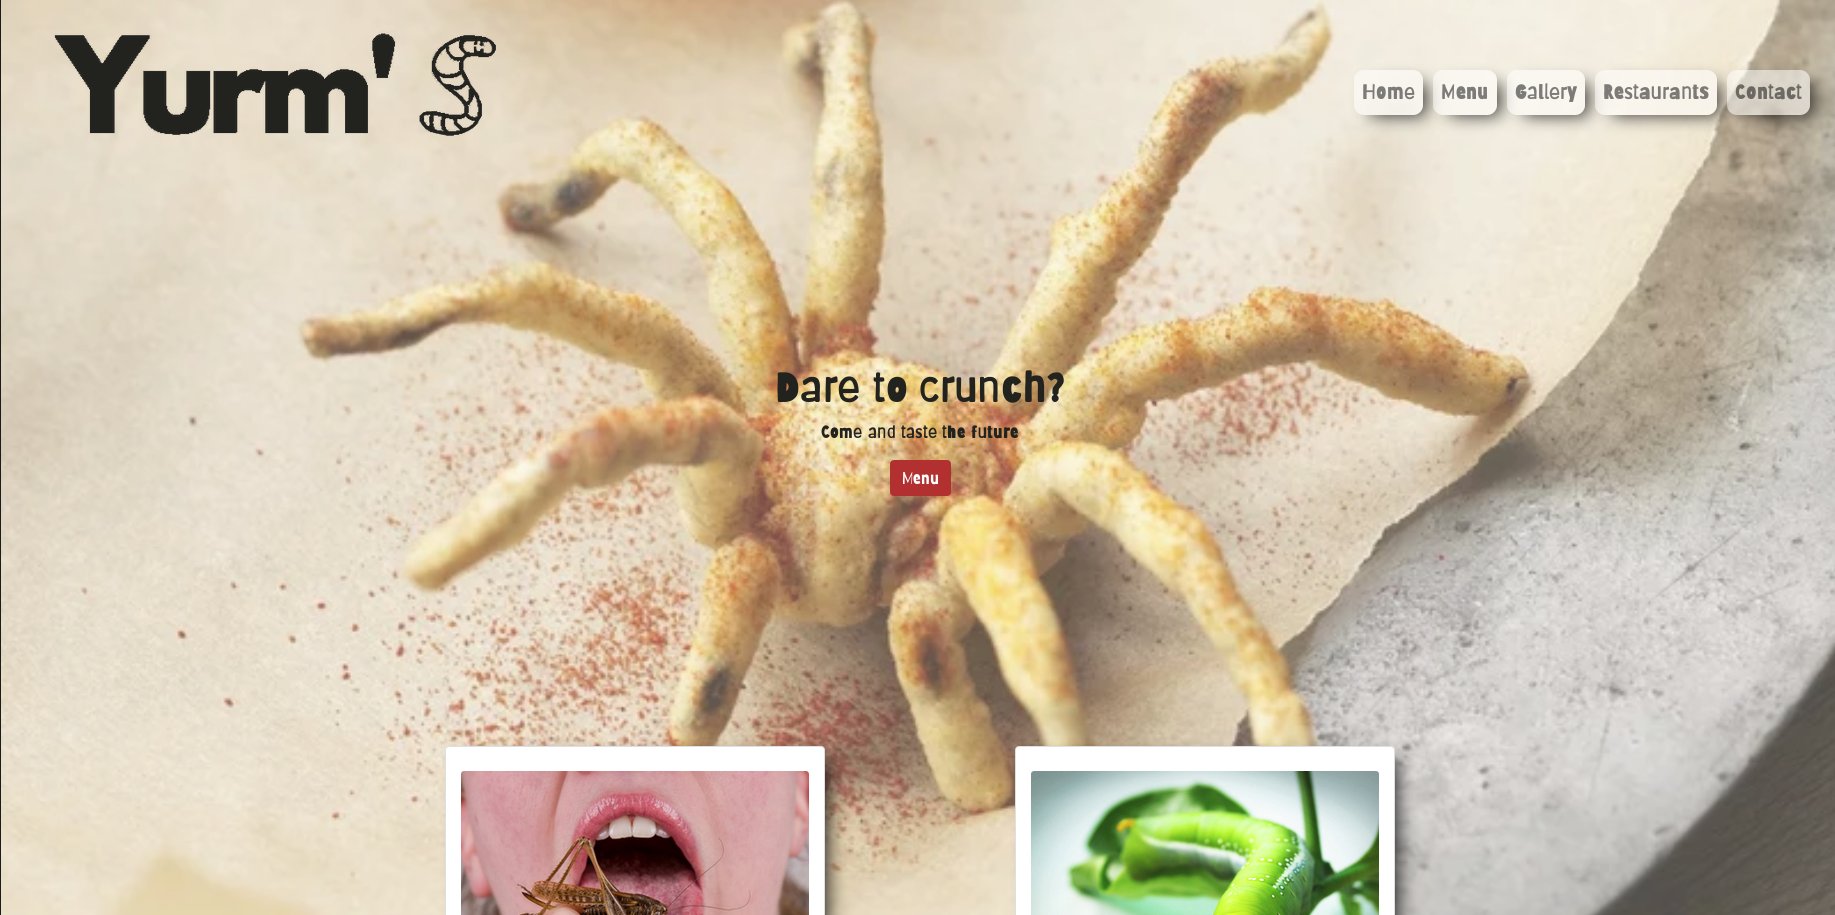 Yurm's
Home Menu Gallery Restaurants Contact
Dare to crunch?
Come and taste the future
Menu